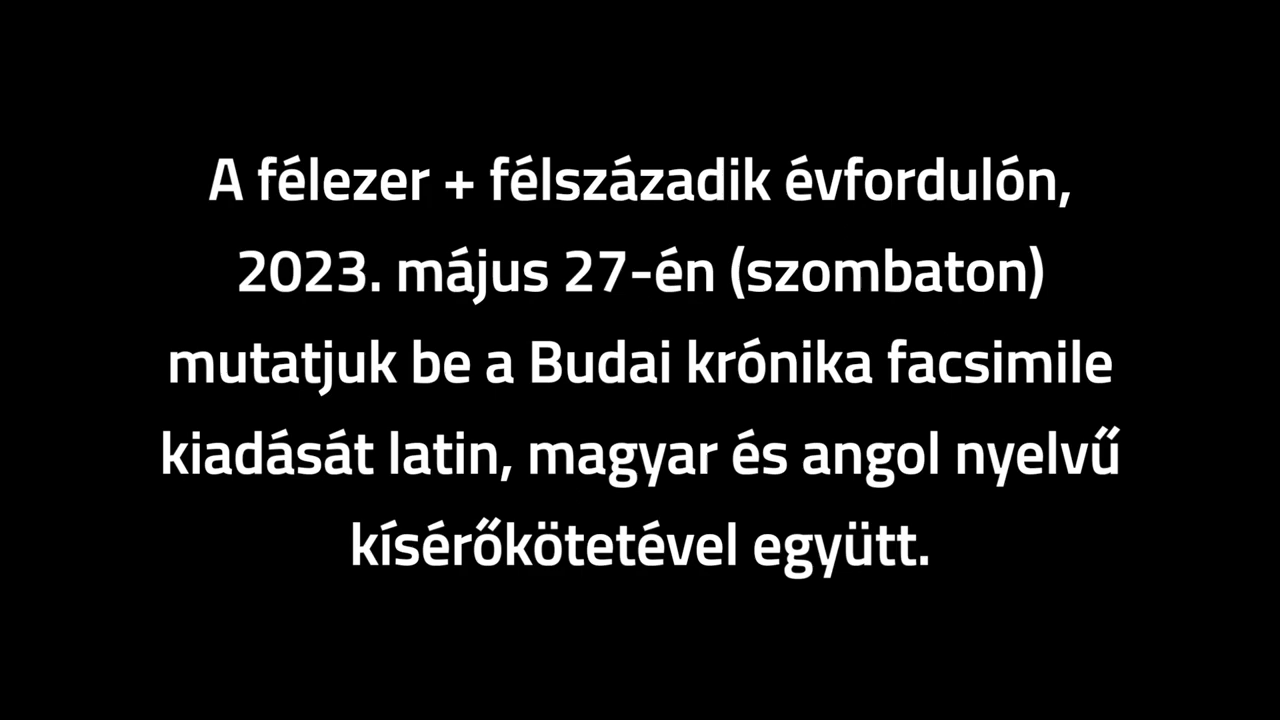 A félezer + félszázadik évfordulón,
2023. május 27-én (szombaton)
mutatjuk be a Budai krónika facsimile
kiadását latin, magyar és angol nyelvű
kísérőkötetével együtt.